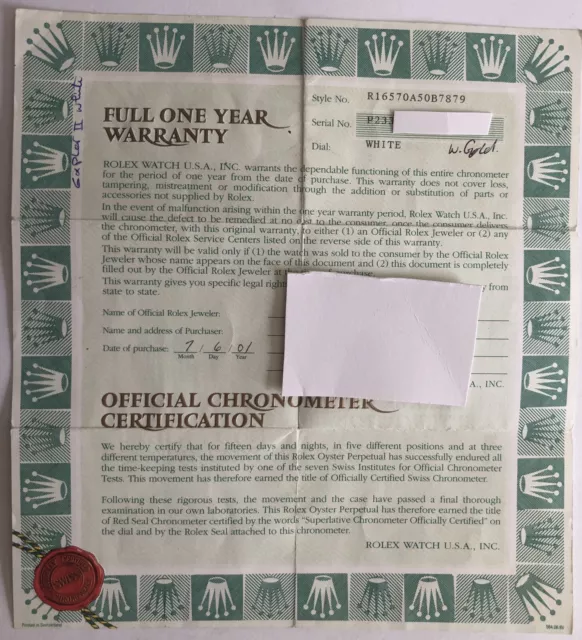 Explor II white
Style No. R16570A50B7879
FULL ONE YEAR
WARRANTY
Serial No.
Dial: WHITE
ROLEX WATCH U.S.A., INC. warrants the dependable functioning of this entire chronometer
for the period of one year from the date of purchase. This warranty does not cover loss,
tampering, mistreatment or modification through the addition or substitution of parts or
accessories not supplied by Rolex.
In the event of malfunction arising within the one year warranty period, Rolex Watch U.S.A., Inc.
will cause the defect to be remedied at no cost to the consumer once the consumer delivers
the chronometer, with this original warranty, to either (1) an Official Rolex Jeweler or (2) any
of the Official Rolex Service Centers listed on the reverse side of this warranty.
This warranty will be valid only if (1) the watch was sold to the consumer by the Official Rolex
Jeweler whose name appears on the face of this document and (2) this document is completely
filled out by the Official Rolex Jeweler at purchase.
This warranty gives you specific legal righ y from
state to state.
Name of Official Rolex Jeweler:
Name and address of Purchaser:
Date of purchase: 7 / 6 / 01
Month Day Year
.A., INC.
OFFICIAL CHRONOMETER
CERTIFICATION
We hereby certify that for fifteen days and nights, in five different positions and at three
different temperatures, the movement of this Rolex Oyster Perpetual has successfully endured all
the time-keeping tests instituted by one of the seven Swiss Institutes for Official Chronometer
Tests. This movement has therefore earned the title of Officially Certified Swiss Chronometer.
Following these rigorous tests, the movement and the case have passed a final thorough
examination in our own laboratories. This Rolex Oyster Perpetual has therefore earned the title
of Red Seal Chronometer certified by the words "Superlative Chronometer Officially Certified" on
the dial and by the Rolex Seal attached to this chronometer.
ROLEX WATCH U.S.A., INC.
Printed in Switzerland